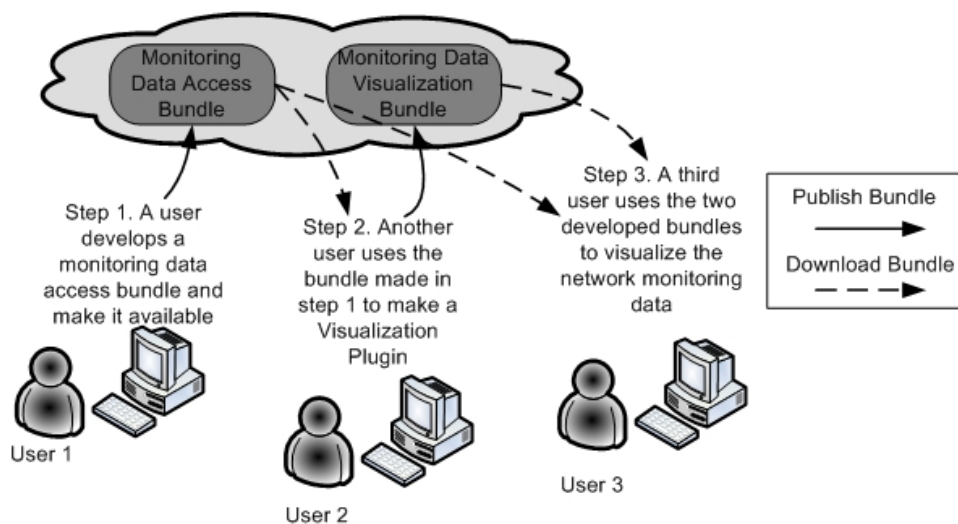 Monitoring
Data Access
Bundle
Monitoring Data
Visualization
Bundle
Step 1. A user
develops a
monitoring data
access bundle and
make it available
Step 2. Another
user uses the
bundle made in
step 1 to make a
Visualization
Plugin
Step 3. A third
user uses the two
developed bundles
to visualize the
network monitoring
data
Publish Bundle
Download Bundle
User 1
User 2
User 3